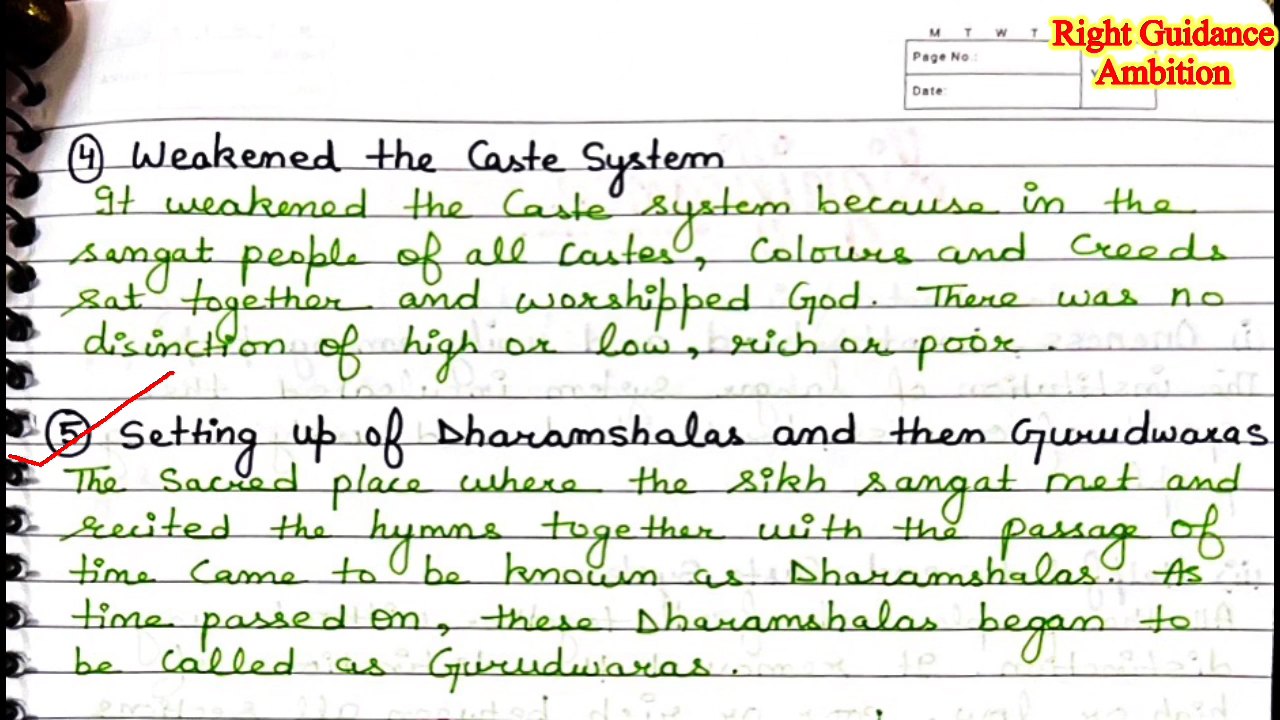 M T W T
Right Guidance
Page No.:
Y
Ambition
Date:
4 Weakened the Caste System
It weakened the Caste system because in the
sangat people of all castes, Colours and Creeds
sat together and worshipped God. There was no
disinction of high or low, rich or poor.
5 Setting up of Dharamshalas and then Gurudwaras
The Sacred place where the sikh sangat met and
recited the hymns together with the passage of
time came to be known as Dharamshalas. As
time passed on, these Dharamshalas began to
be called as Gurudwaras.